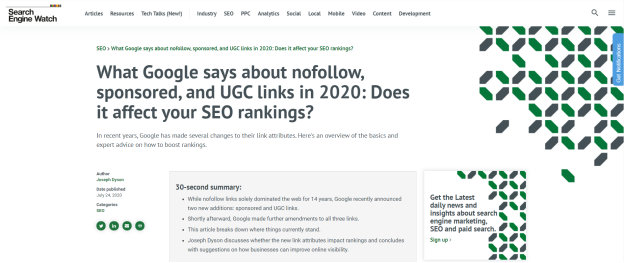 Search
Engine Watch
Articles Resources Tech Talks (New!) Industry SEO PPC Analytics Social Local Mobile Video Content Development
SEO > What Google says about nofollow, sponsored, and UGC links in 2020: Does it affect your SEO rankings?
What Google says about nofollow,
sponsored, and UGC links in 2020: Does
it affect your SEO rankings?
In recent years, Google has made several changes to their link attributes. Here's an overview of the basics and
expert advice on how to boost rankings.
Get Notifications
Author
Joseph Dyson
Date published
July 24, 2020
Categories
SEO
30-second summary:
• While nofollow links solely dominated the web for 14 years, Google recently announced
two new additions: sponsored and UGC links.
• Shortly afterward, Google made further amendments to all three links.
• This article breaks down where things currently stand.
• Joseph Dyson discusses whether the new link attributes impact rankings and concludes
with suggestions on how businesses can improve online visibility.
Get the Latest
daily news and
insights about search
engine marketing,
SEO and paid search.
Sign up >